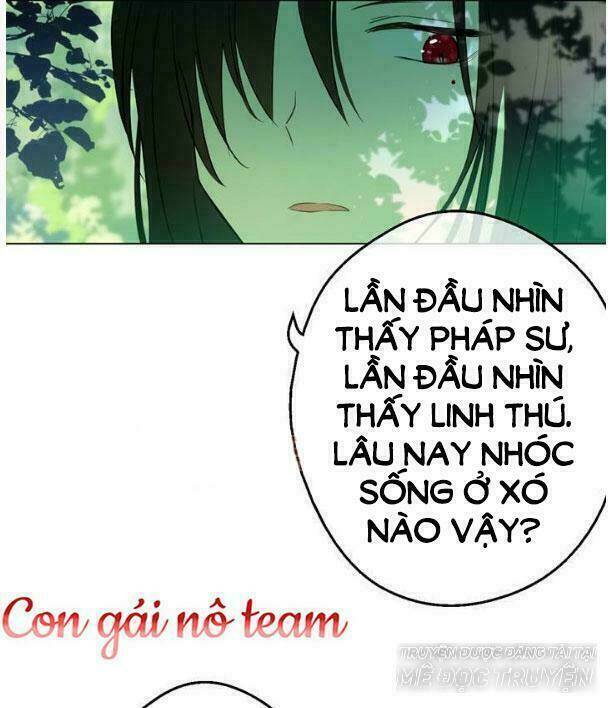 LẦN ĐẦU NHÌN
THẤY PHÁP SƯ,
LẦN ĐẦU NHÌN
THẤY LINH THÚ.
LÂU NAY NHÓC
SỐNG Ở XÓ
NÀO VẬY?
Con gái nô team
TRUYỆN ĐƯỢC ĐĂNG TẢI TẠI
MÊ ĐỌC TRUYỆN